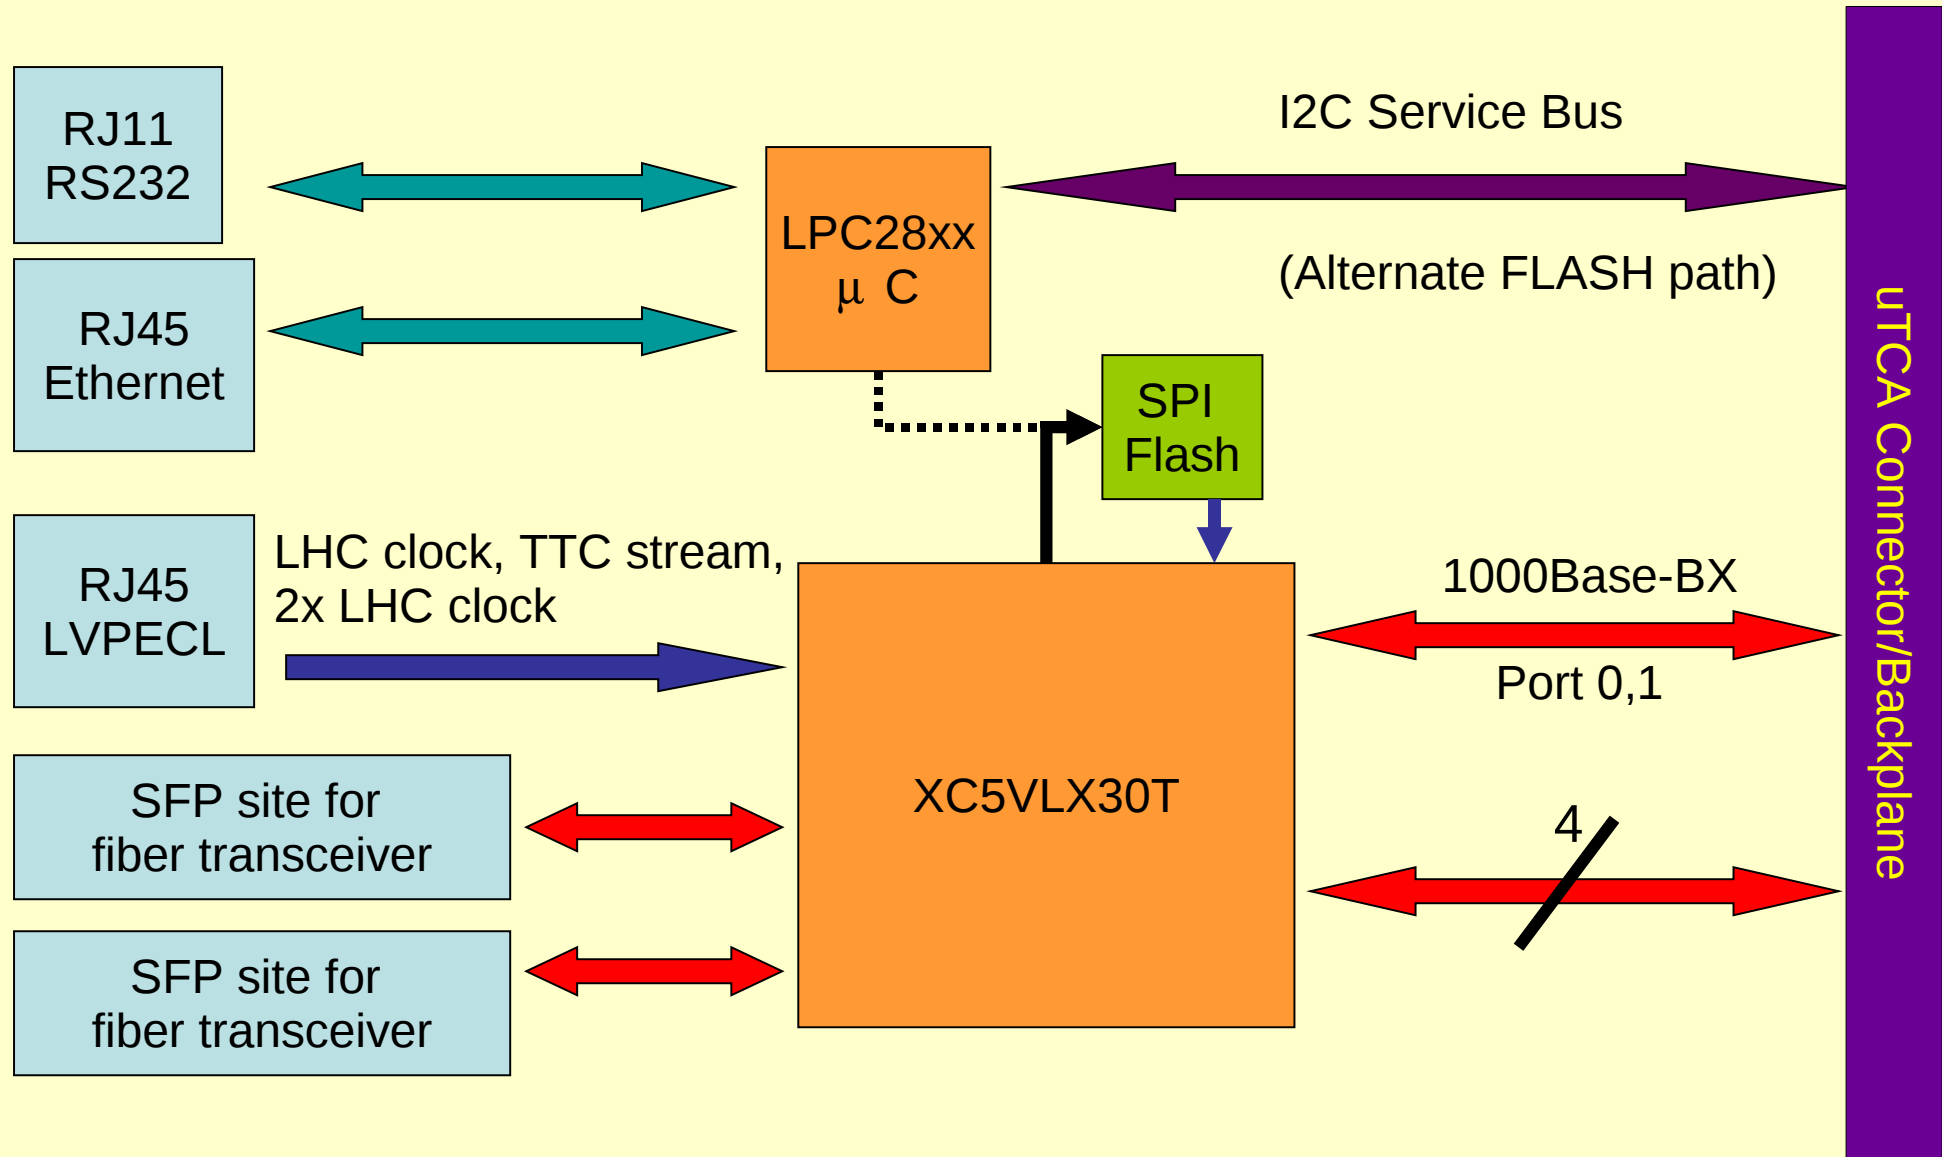 RJ11
RS232
I2C Service Bus
LPC28xx
μ C
(Alternate FLASH path)
RJ45
Ethernet
SPI
Flash
uTCA Connector/Backplane
LHC clock, TTC stream,
2x LHC clock
RJ45
LVPECL
1000Base-BX
Port 0,1
XC5VLX30T
SFP site for
fiber transceiver
4
SFP site for
fiber transceiver